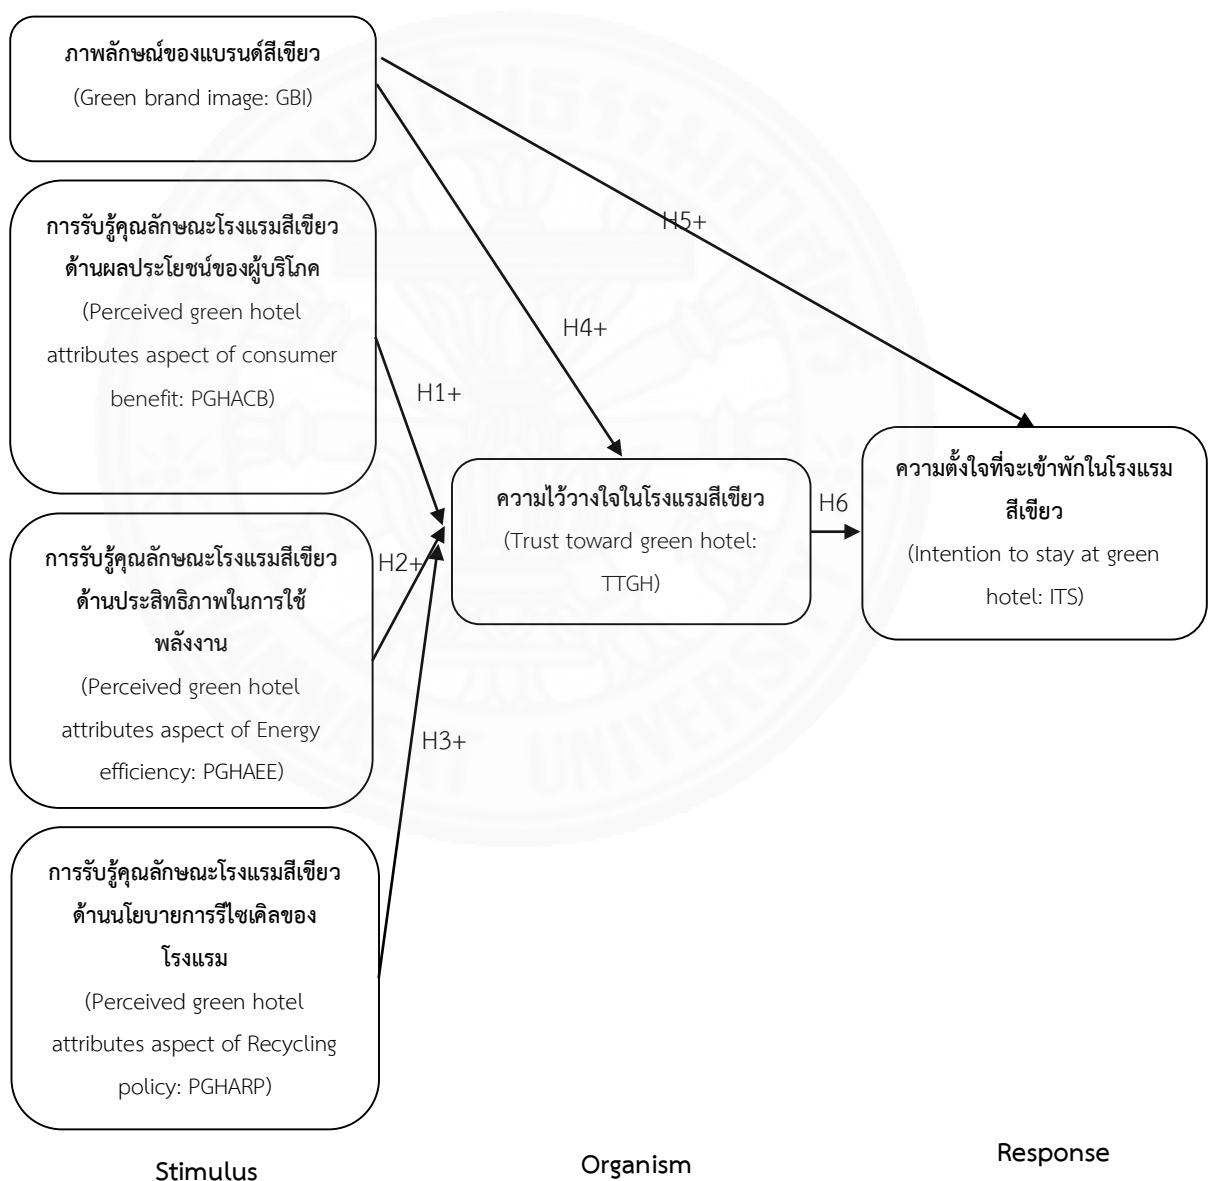 ภาพลักษณ์ของแบรนด์สีเขียว
(Green brand image: GBI)
การรับรู้คุณลักษณะโรงแรมสีเขียว
ด้านผลประโยชน์ของผู้บริโภค
(Perceived green hotel
attributes aspect of consumer
benefit: PGHACB)
H5+
H4+
H1+
ความไว้วางใจในโรงแรมสีเขียว
(Trust toward green hotel:
TTGH)
H6
ความตั้งใจที่จะเข้าพักในโรงแรม
สีเขียว
(Intention to stay at green
hotel: ITS)
การรับรู้คุณลักษณะโรงแรมสีเขียว
ด้านประสิทธิภาพในการใช้
พลังงาน
(Perceived green hotel
attributes aspect of Energy
efficiency: PGHAEE)
H2+
H3+
การรับรู้คุณลักษณะโรงแรมสีเขียว
ด้านนโยบายการรีไซเคิลของ
โรงแรม
(Perceived green hotel
attributes aspect of Recycling
policy: PGHARP)
Stimulus
Organism
Response